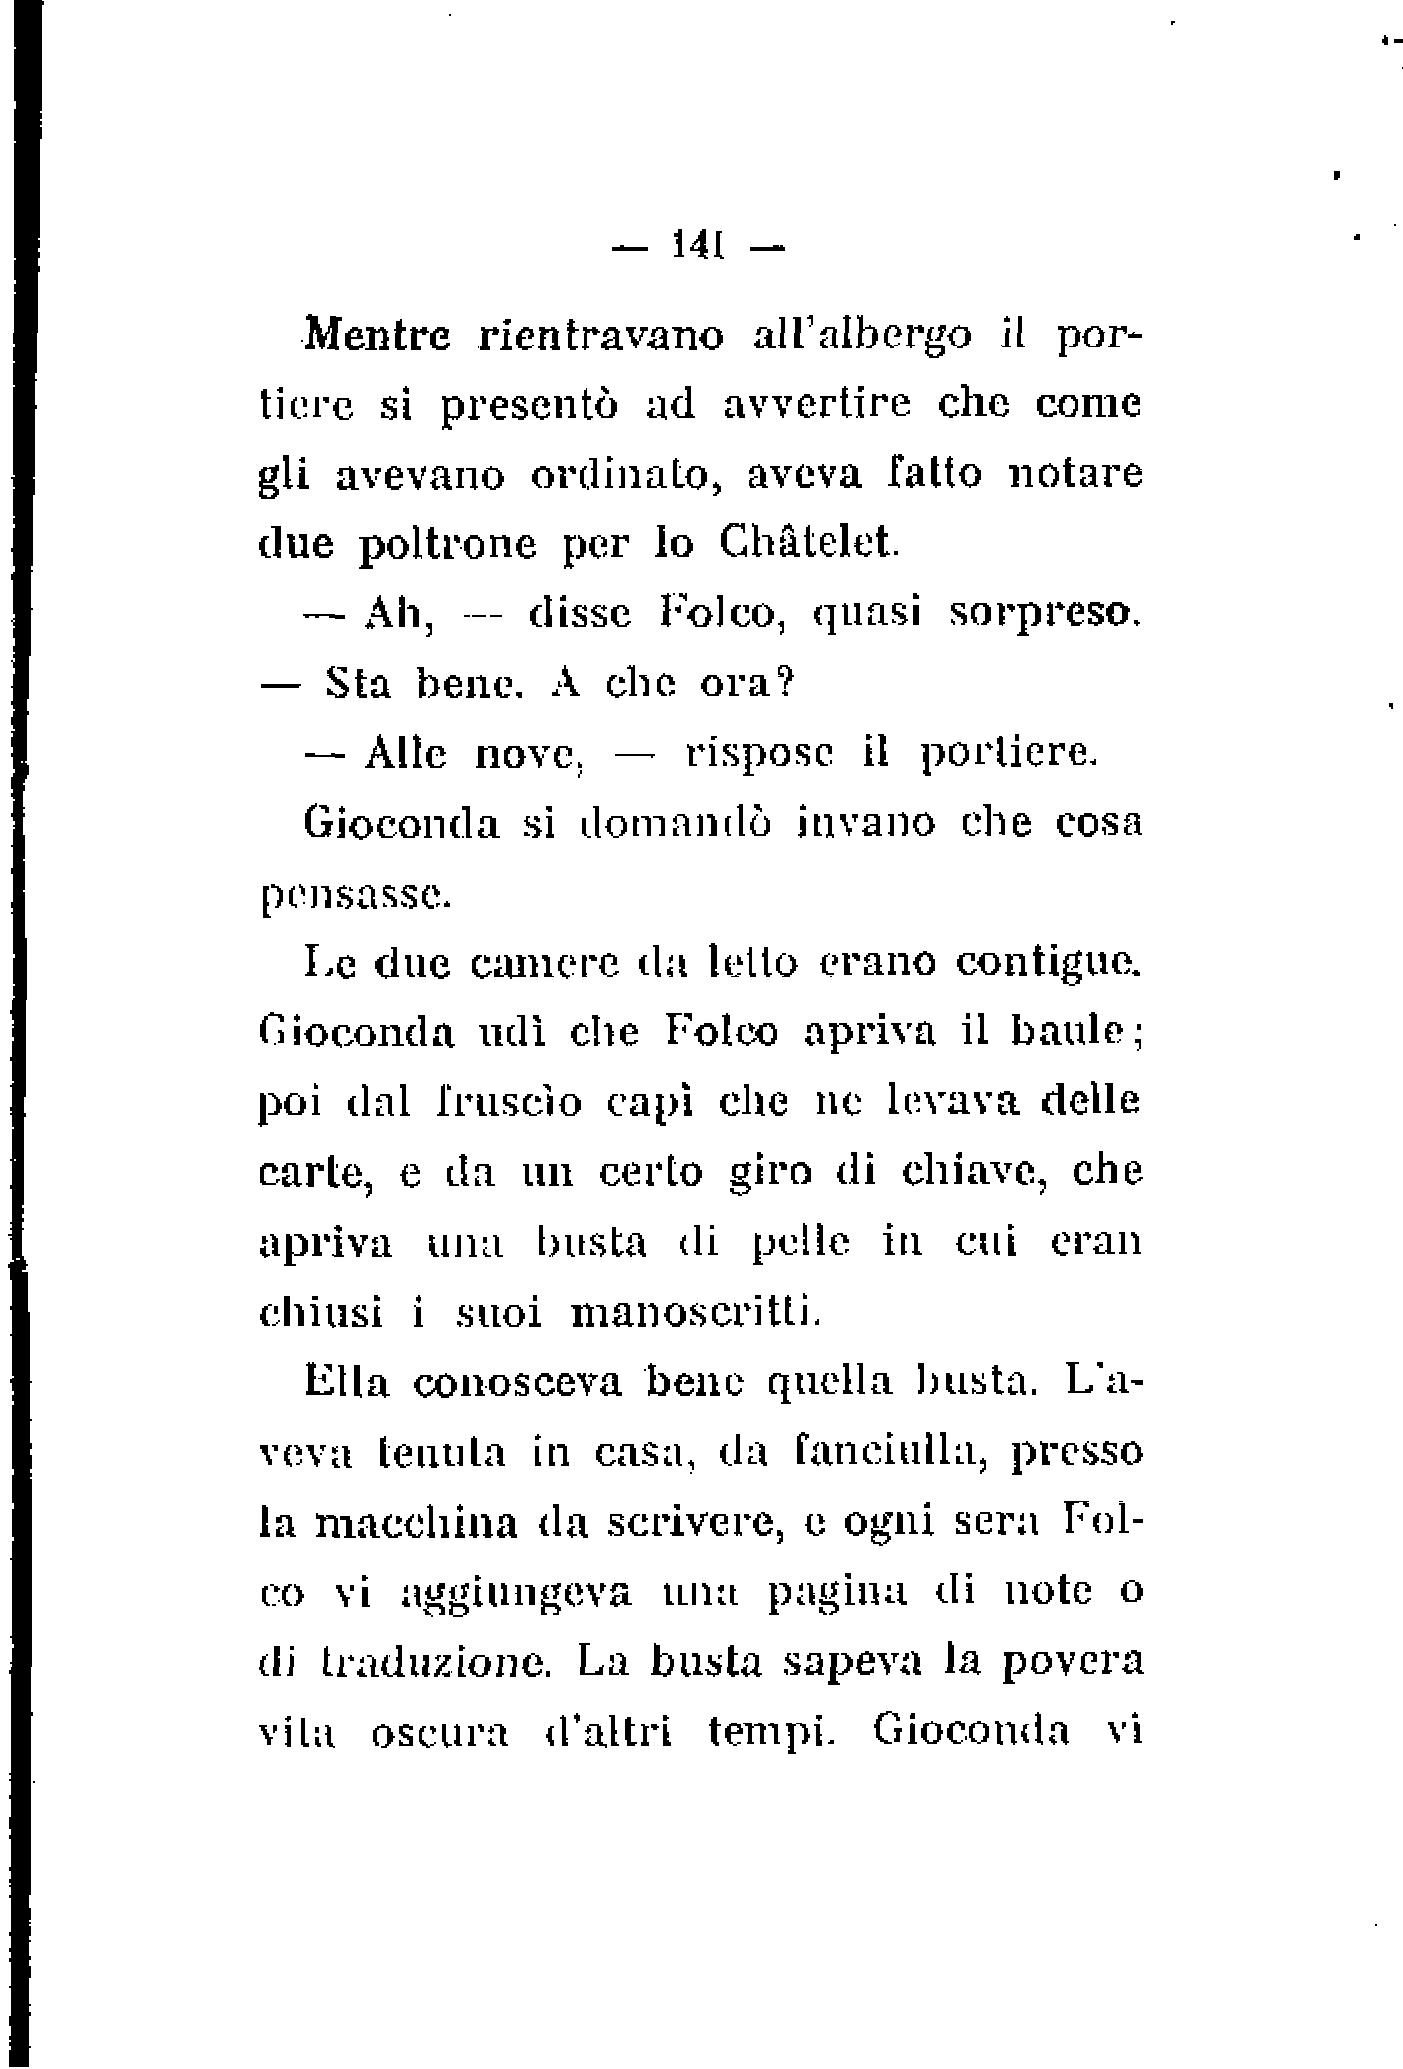 — 141 —
Mentre rientravano all'albergo il por-
tiere si presentò ad avvertire che come
gli avevano ordinato, aveva fatto notare
due poltrone per lo Châtelet.
— Ah, — disse Folco, quasi sorpreso.
— Sta bene. A che ora?
— Alle nove, — rispose il portiere.
Gioconda si domandò invano che cosa
pensasse.
Le due camere da letto erano contigue.
Gioconda udì che Folco apriva il baule;
poi dal fruscìo capì che ne levava delle
carte, e da un certo giro di chiave, che
apriva una busta di pelle in cui eran
chiusi i suoi manoscritti.
Ella conosceva bene quella busta. L'a-
veva tenuta in casa, da fanciulla, presso
la macchina da scrivere, e ogni sera Fol-
co vi aggiungeva una pagina di note o
di traduzione. La busta sapeva la povera
vita oscura d'altri tempi. Gioconda vi